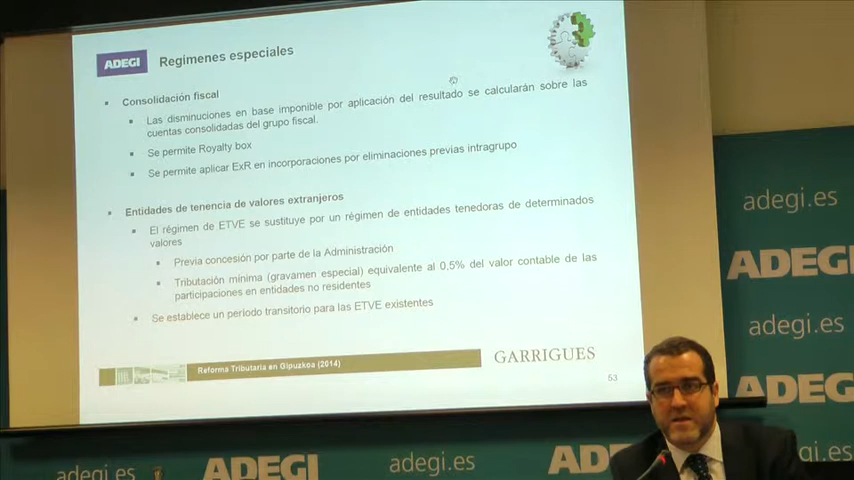 ADEGI
Regimenes especiales
Consolidación fiscal
Las disminuciones en base imponible por aplicación del resultado se calcularán sobre las
cuentas consolidadas del grupo fiscal.
Se permite Royalty box
Se permite aplicar ExR en incorporaciones por eliminaciones previas intragrupo
Entidades de tenencia de valores extranjeros
El régimen de ETVE se sustituye por un régimen de entidades tenedoras de determinados
valores
Previa concesión por parte de la Administración
Tributación mínima (gravamen especial) equivalente al 0,5% del valor contable de las
participaciones en entidades no residentes
Se establece un periodo transitorio para las ETVE existentes
Reforma Tributaria en Gipuzkoa (2014)
GARRIGUES
53
adegi.es
ADEGI
adegi.es
ADEGI
adegi.es
adegi.es
ADEGI
adegi.es
ADEGI